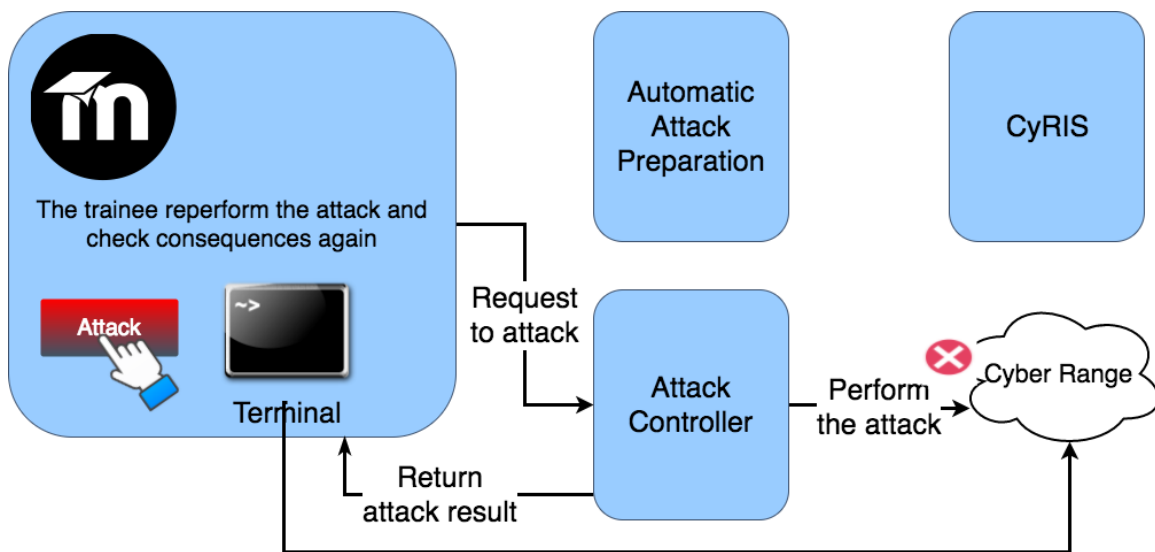 m
The trainee reperform the attack and
check consequences again
Attack
~>
Terminal
Request
to attack
Return
attack result
Automatic
Attack
Preparation
Attack
Controller
Perform
the attack
CyRIS
Cyber Range